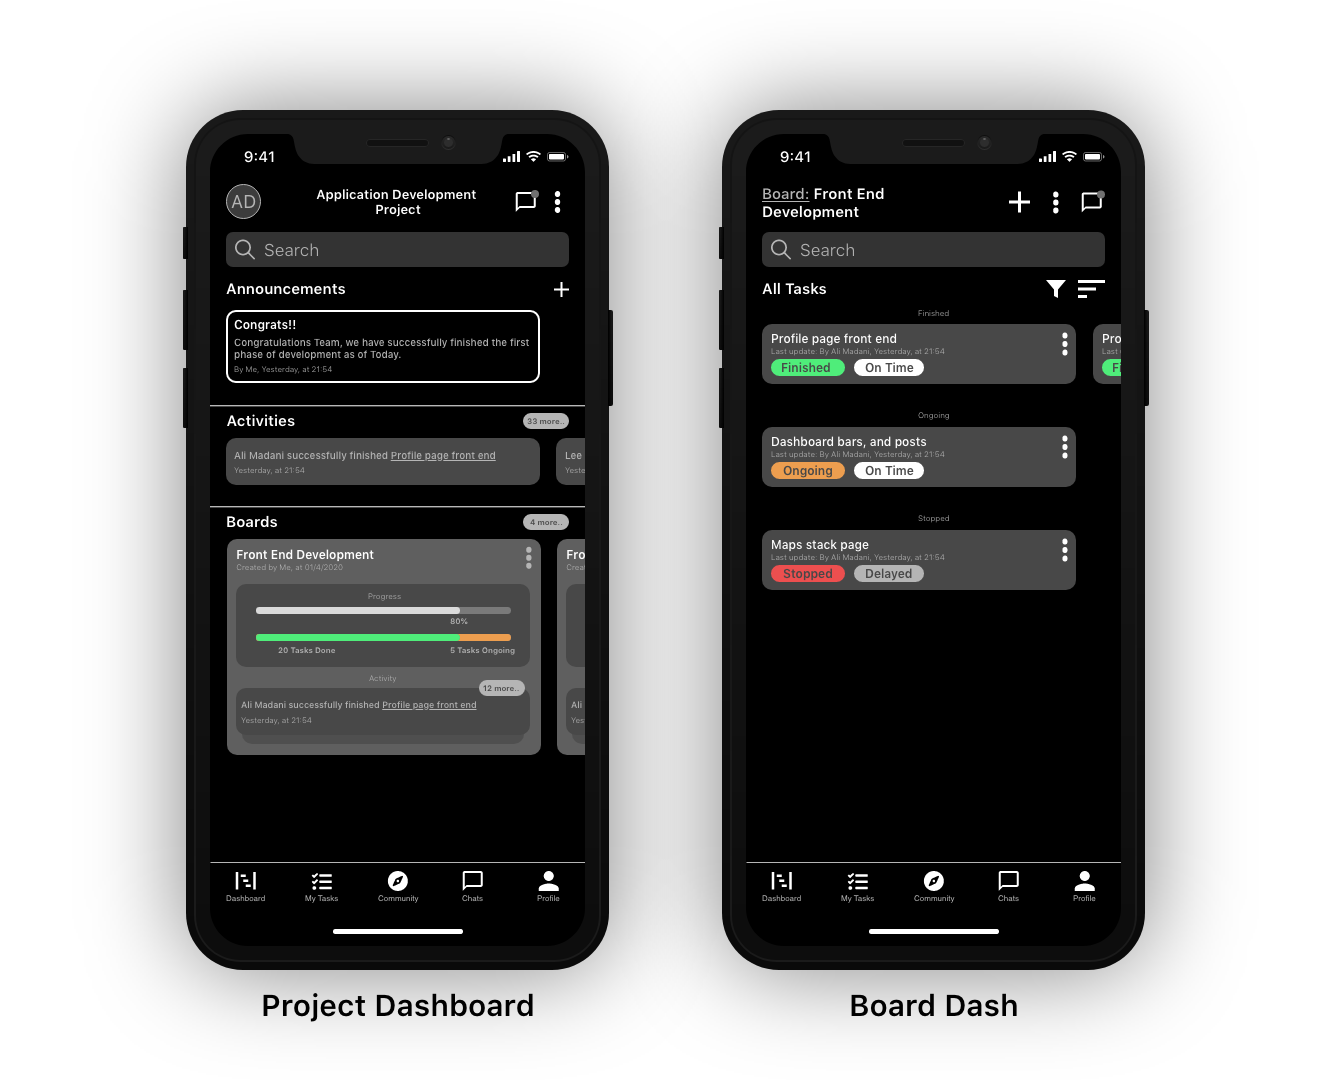 9:41
AD
Application Development
Project
Search
Announcements
Congrats!!
Congratulations Team, we have successfully finished the first
phase of development as of Today.
By Me, Yesterday, at 21:54
Activities
33 more..
Ali Madani successfully finished Profile page front end
Yesterday, at 21:54
Lee
Yeste
Boards
4 more..
Front End Development
Created by Me, at 01/4/2020
Fro
Crea
Progress
80%
20 Tasks Done
5 Tasks Ongoing
Activity
12 more..
Ali Madani successfully finished Profile page front end
Yesterday, at 21:54
Ali
Yes
Dashboard
My Tasks
Community
Chats
Profile
Project Dashboard
9:41
Board: Front End
Development
Search
All Tasks
Finished
Profile page front end
Last update: By Ali Madani, Yesterday, at 21:54
Finished
On Time
Pro
Last
Fi
Ongoing
Dashboard bars, and posts
Last update: By Ali Madani, Yesterday, at 21:54
Ongoing
On Time
Stopped
Maps stack page
Last update: By Ali Madani, Yesterday, at 21:54
Stopped
Delayed
Dashboard
My Tasks
Community
Chats
Profile
Board Dash